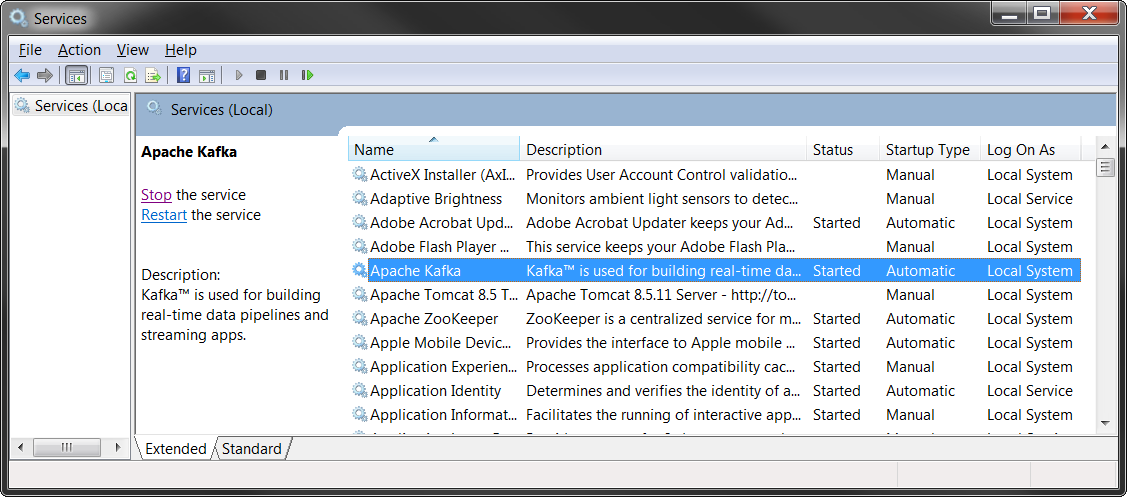 Services
File Action View Help
Services (Loca
Services (Local)
Apache Kafka
Stop the service
Restart the service
Description:
Kafka™ is used for building
real-time data pipelines and
streaming apps.
Name Description Status Startup Type Log On As
ActiveX Installer (AxI... Provides User Account Control validatio... Manual Local System
Adaptive Brightness Monitors ambient light sensors to detec... Manual Local Service
Adobe Acrobat Upd... Adobe Acrobat Updater keeps your Ad... Started Automatic Local System
Adobe Flash Player ... This service keeps your Adobe Flash Pla... Manual Local System
Apache Kafka Kafka™ is used for building real-time da... Started Automatic Local System
Apache Tomcat 8.5 T... Apache Tomcat 8.5.11 Server - http://to... Manual Local System
Apache ZooKeeper ZooKeeper is a centralized service for m... Started Automatic Local System
Apple Mobile Devic... Provides the interface to Apple mobile ... Started Automatic Local System
Application Experien... Processes application compatibility cac... Started Manual Local System
Application Identity Determines and verifies the identity of a... Started Automatic Local Service
Application Informat... Facilitates the running of interactive app... Started Manual Local System
Extended Standard